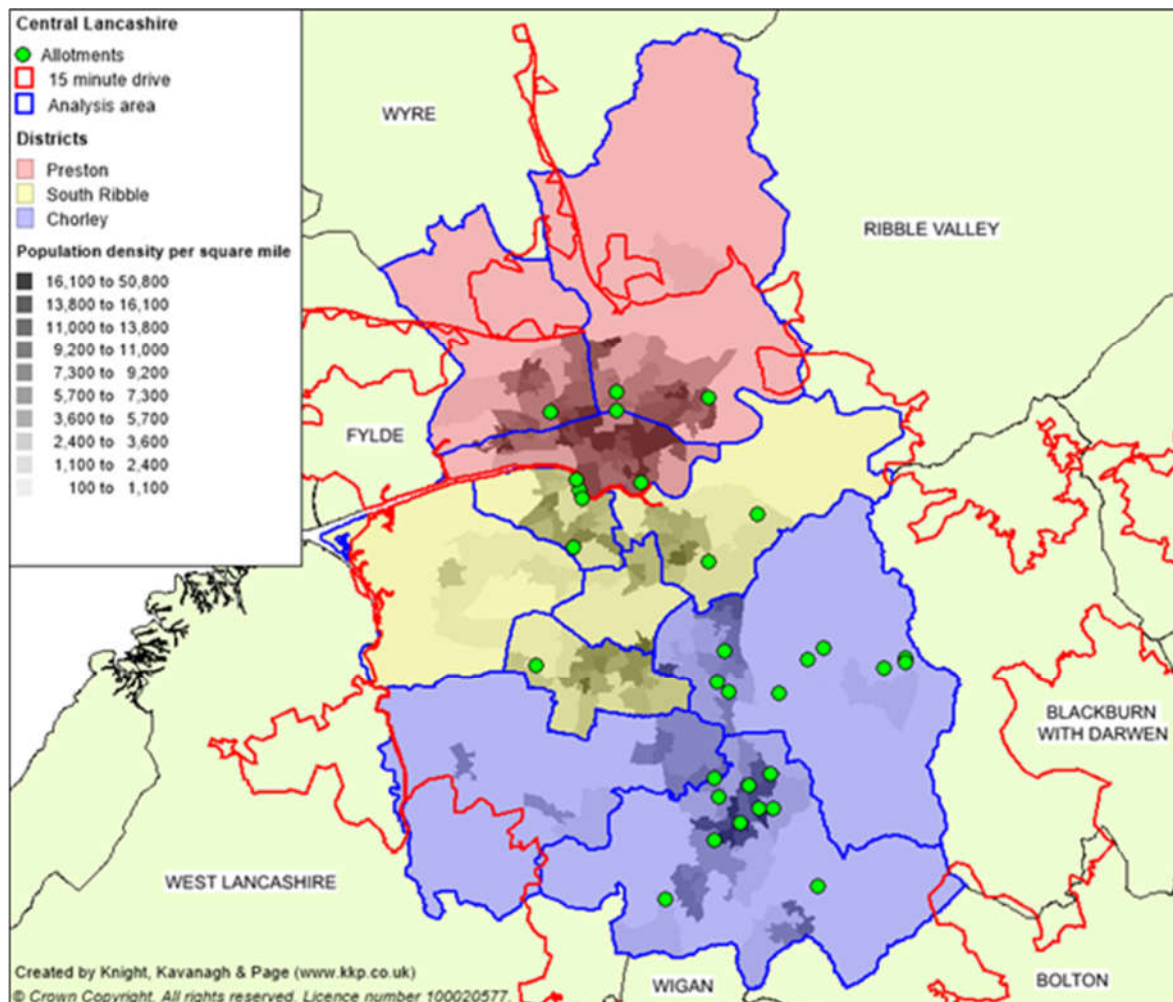 Central Lancashire
Allotments
15 minute drive
Analysis area
Districts
Preston
South Ribble
Chorley
Population density per square mile
16,100 to 50,800
13,800 to 16,100
11,000 to 13,800
9,200 to 11,000
7,300 to 9,200
5,700 to 7,300
3,600 to 5,700
2,400 to 3,600
1,100 to 2,400
100 to 1,100
WYRE
RIBBLE VALLEY
FYLDE
BLACKBURN
WITH DARWEN
WEST LANCASHIRE
WIGAN
BOLTON
Created by Knight, Kavanagh & Page (www.kkp.co.uk)
© Crown Copyright. All rights reserved. Licence number 100020577.